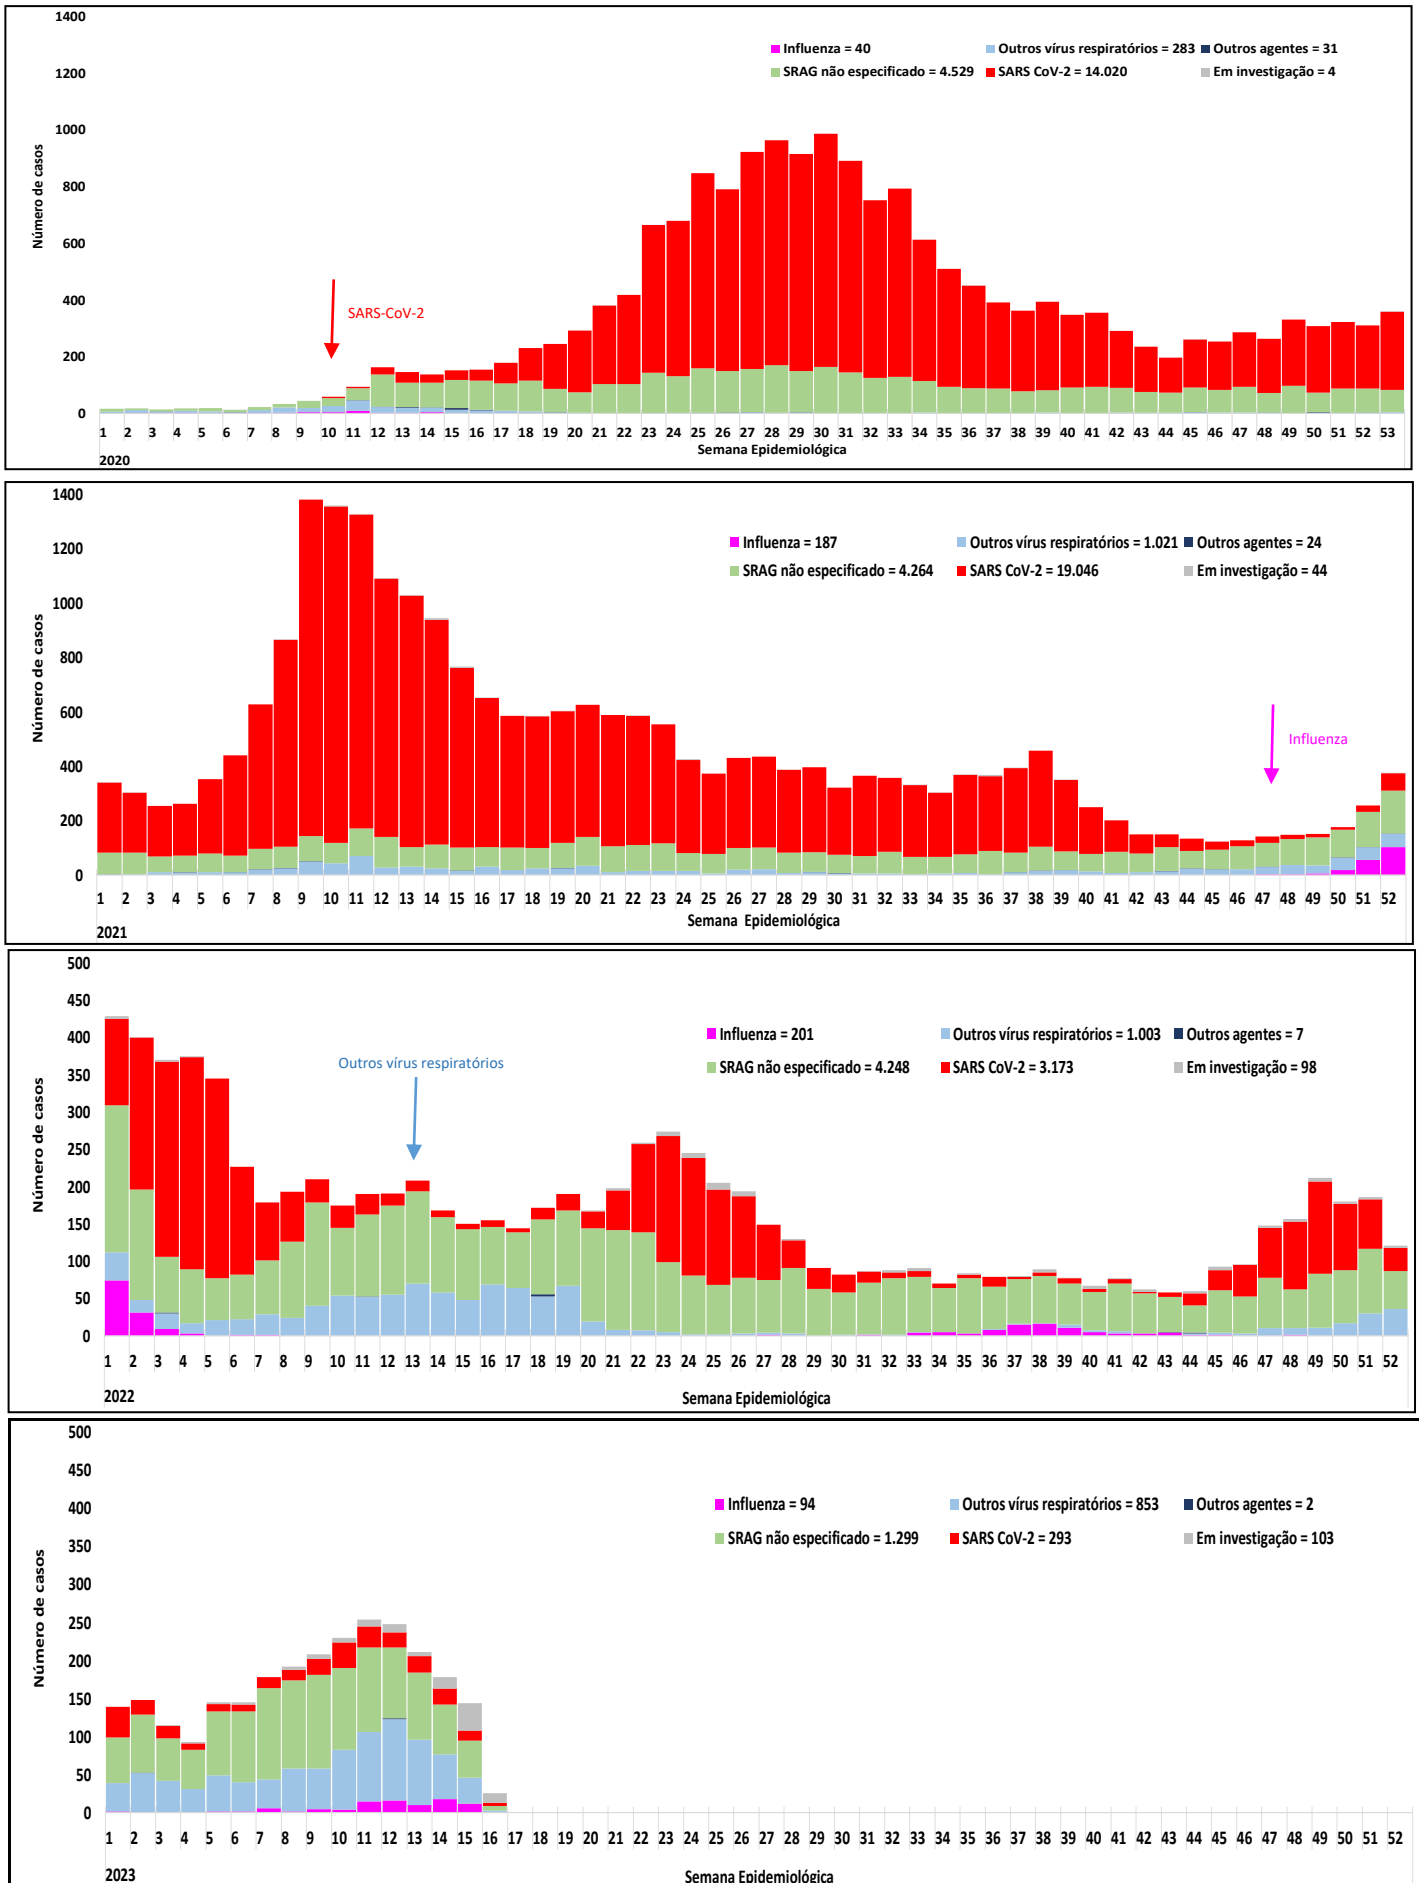 1400
Influenza = 40 Outros vírus respiratórios = 283 Outros agentes = 31
1200
SRAG não especificado = 4.529 SARS CoV-2 = 14.020 Em investigação = 4
1000
800
600
400
200
0
Número de casos
SARS-CoV-2
1 2 3 4 5 6 7 8 9 10 11 12 13 14 15 16 17 18 19 20 21 22 23 24 25 26 27 28 29 30 31 32 33 34 35 36 37 38 39 40 41 42 43 44 45 46 47 48 49 50 51 52 53
Semana Epidemiológica
2020
1400
1200
Influenza = 187 Outros vírus respiratórios = 1.021 Outros agentes = 24
SRAG não especificado = 4.264 SARS CoV-2 = 19.046 Em investigação = 44
1000
800
600
400
200
0
Número de casos
Influenza
1 2 3 4 5 6 7 8 9 10 11 12 13 14 15 16 17 18 19 20 21 22 23 24 25 26 27 28 29 30 31 32 33 34 35 36 37 38 39 40 41 42 43 44 45 46 47 48 49 50 51 52
Semana Epidemiológica
2021
500
450
400
350
300
250
200
150
100
50
0
Número de casos
Influenza = 201 Outros vírus respiratórios = 1.003 Outros agentes = 7
SRAG não especificado = 4.248 SARS CoV-2 = 3.173 Em investigação = 98
Outros vírus respiratórios
1 2 3 4 5 6 7 8 9 10 11 12 13 14 15 16 17 18 19 20 21 22 23 24 25 26 27 28 29 30 31 32 33 34 35 36 37 38 39 40 41 42 43 44 45 46 47 48 49 50 51 52
2022
Semana Epidemiológica
500
450
400
350
300
250
200
150
100
50
0
Número de casos
Influenza = 94 Outros vírus respiratórios = 853 Outros agentes = 2
SRAG não especificado = 1.299 SARS CoV-2 = 293 Em investigação = 103
1 2 3 4 5 6 7 8 9 10 11 12 13 14 15 16 17 18 19 20 21 22 23 24 25 26 27 28 29 30 31 32 33 34 35 36 37 38 39 40 41 42 43 44 45 46 47 48 49 50 51 52
2023
Semana Epidemiológica